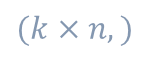 (k × n, )